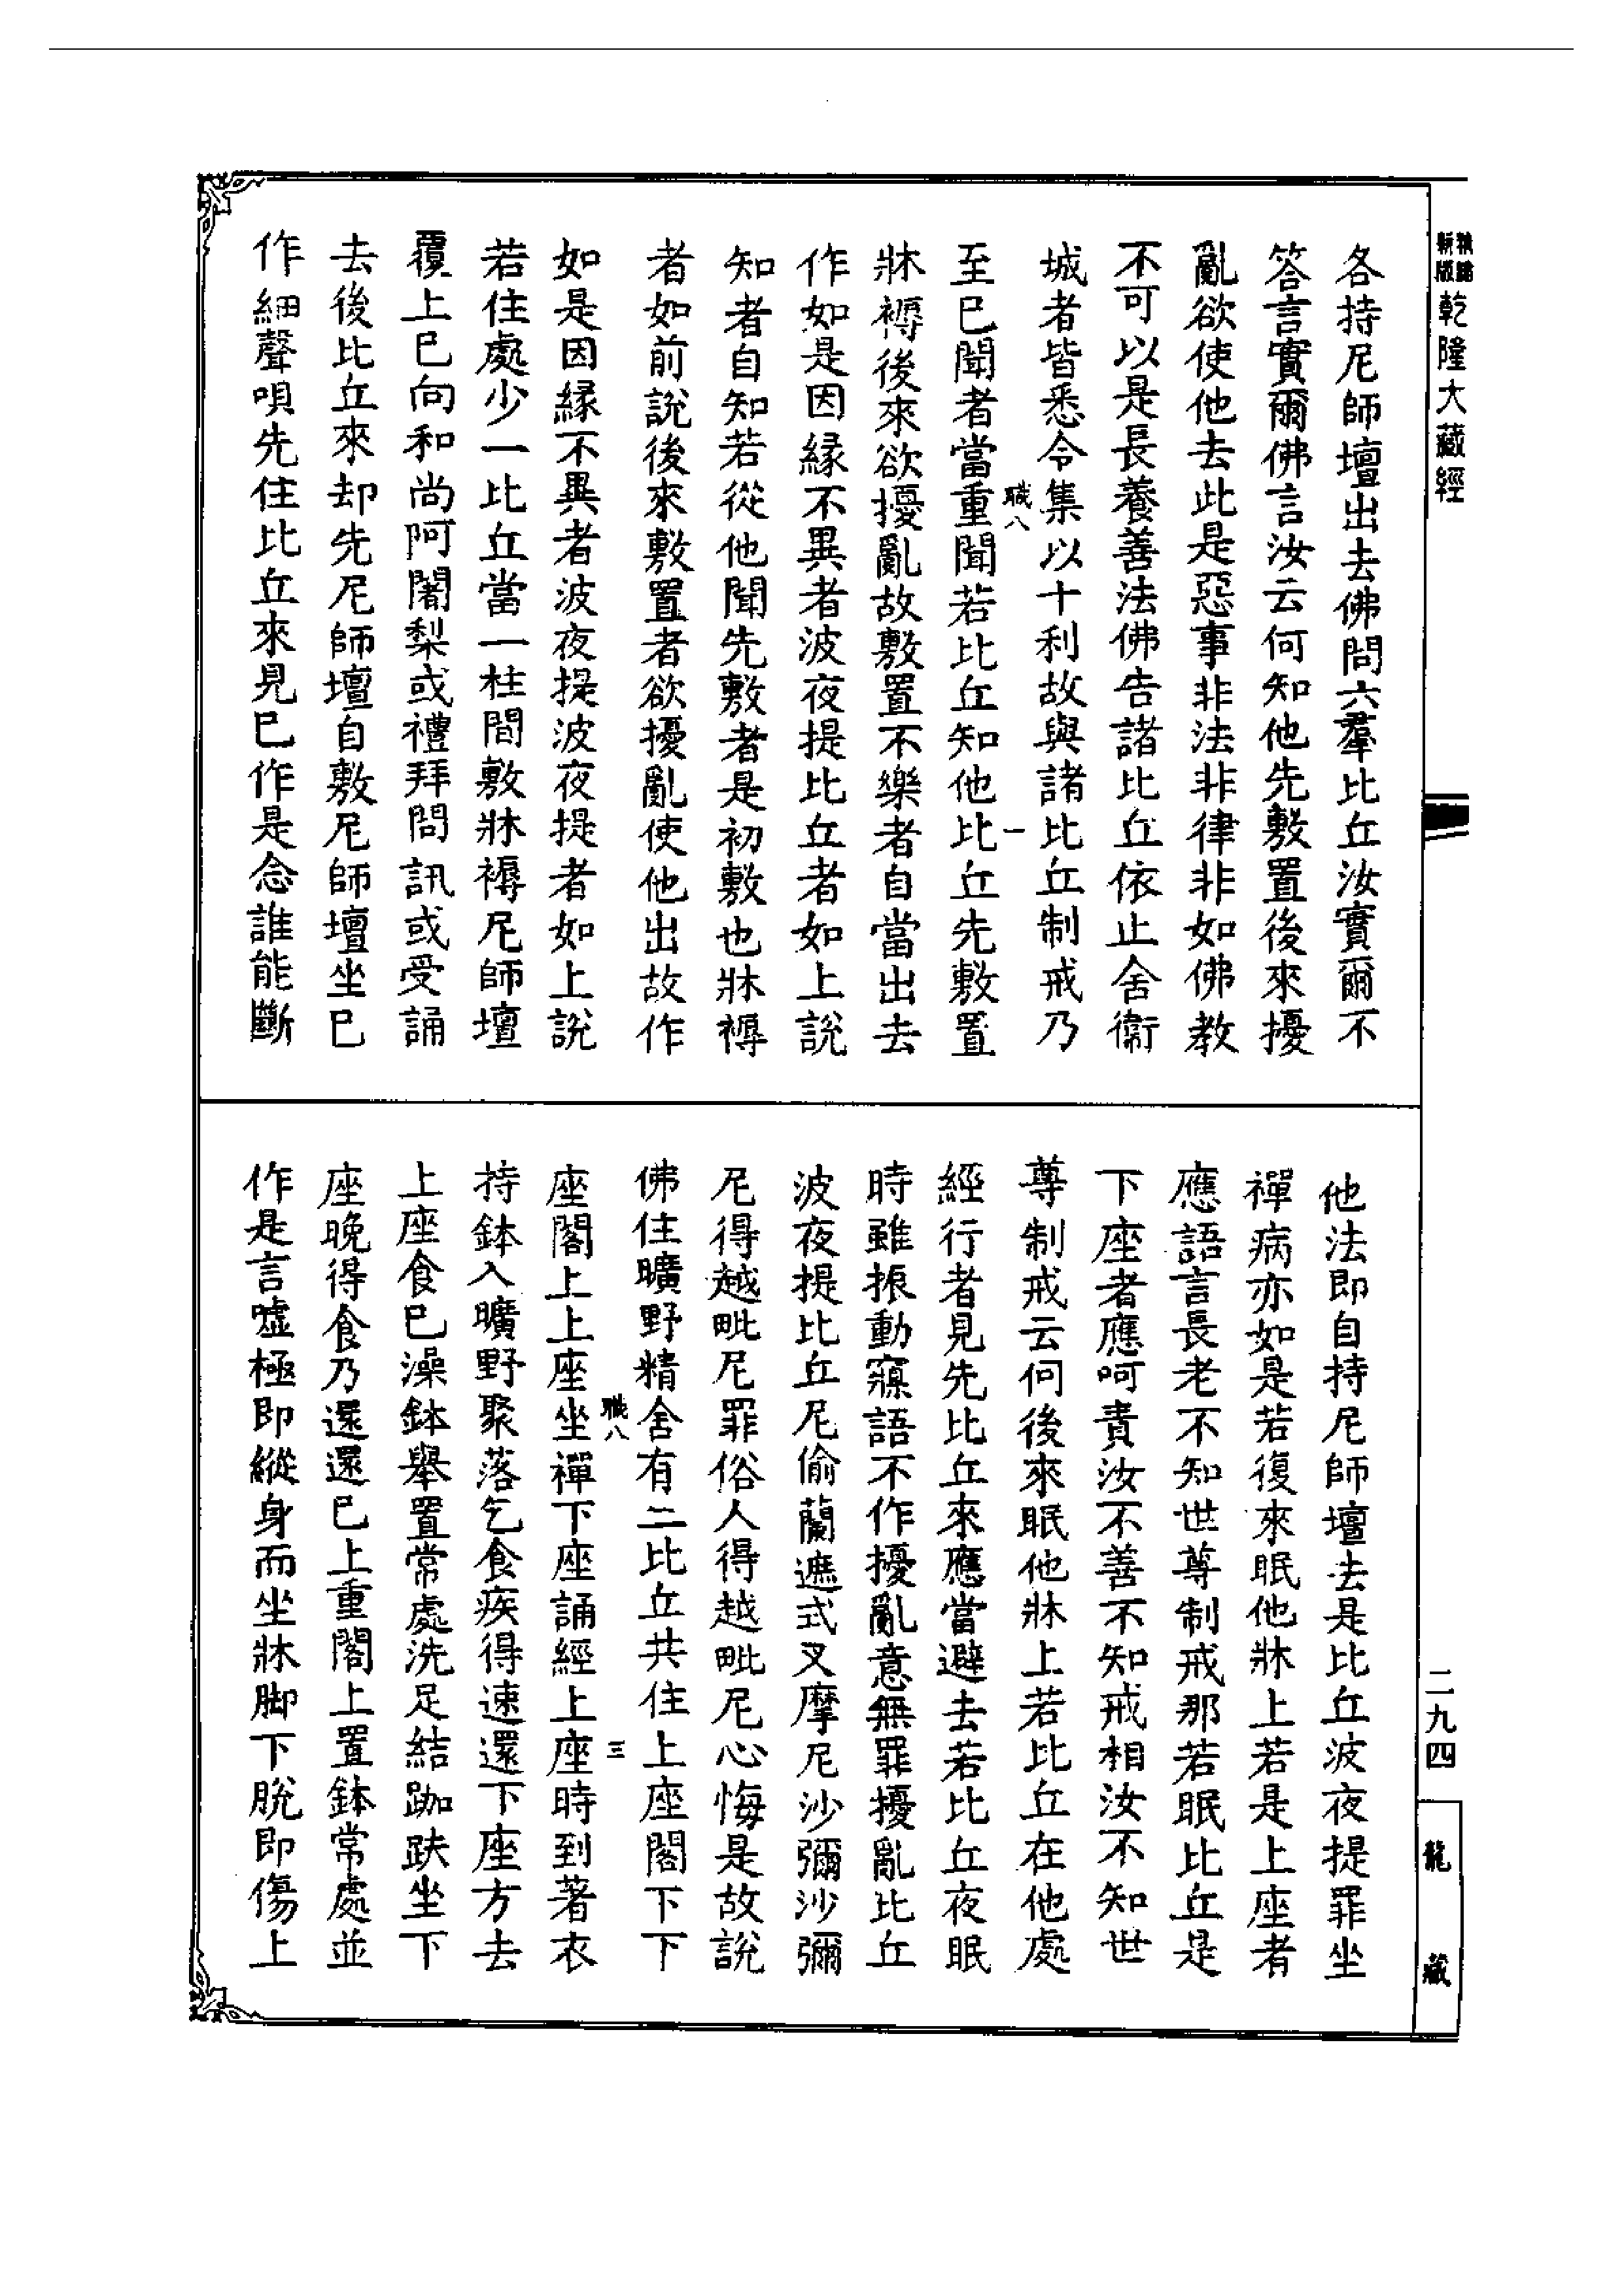 新版乾隆大藏經
各持尼師壇出去佛問六羣比丘汝實爾不
答言實爾佛言汝云何知他先敷置後來擾
亂欲使他去此是惡事非法非律非如佛教
不可以是長養善法佛告諸比丘依止舍衞
城者皆悉令集以十利故與諸比丘制戒乃
職八 一
至已聞者當重聞若比丘知他比丘先敷置
牀褥後來欲擾亂故敷置不樂者自當出去
作如是因緣不異者波夜提比丘者如上說
知者自知若從他聞先敷者是初敷也牀褥
者如前說後來敷置者欲擾亂使他出故作
如是因緣不異者波夜提波夜提者如上說
若住處少一比丘當一柱間敷牀褥尼師壇
覆上已向和尚阿闍梨或禮拜問訊或受誦
去後比丘來却先尼師壇自敷尼師壇坐已
作細聲唄先住比丘來見已作是念誰能斷
他法即自持尼師壇去是比丘波夜提罪坐
禪病亦如是若復來眠他牀上若是上座者
應語言長老不知世尊制戒那若眠比丘是
下座者應呵責汝不善不知戒相汝不知世
尊制戒云何後來眠他牀上若比丘在他處
經行者見先比丘來應當避去若比丘夜眠
時雖振動寱語不作擾亂意無罪擾亂比丘
波夜提比丘尼偷蘭遮式叉摩尼沙彌沙彌
尼得越毗尼罪俗人得越毗尼心悔是故說
佛住曠野精舍有二比丘共住上座閣下下
職八 三
座閣上上座坐禪下座誦經上座時到著衣
持鉢入曠野聚落乞食疾得速還下座方去
上座食已澡鉢舉置常處洗足結跏趺坐下
座晚得食乃還還已上重閣上置鉢常處並
作是言噓極即縱身而坐牀脚下脫即傷上
二九四
龍藏